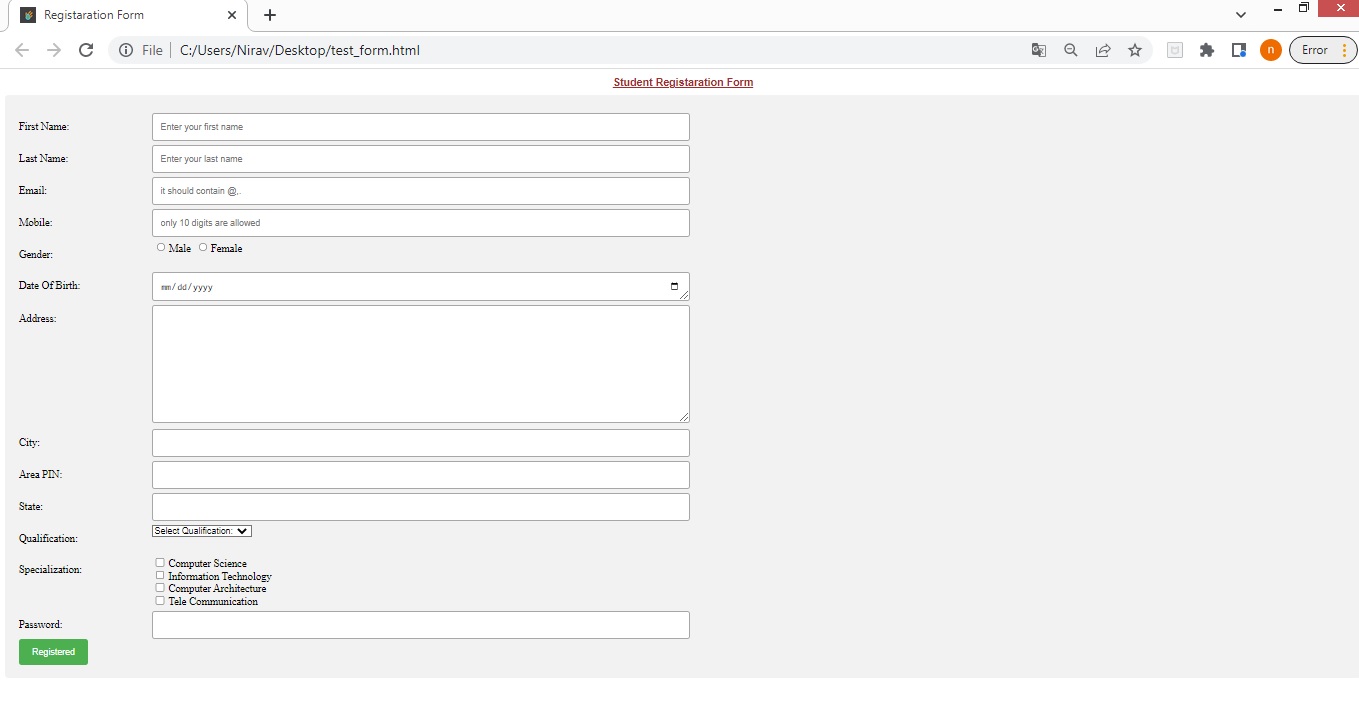 Registaration Form
File C:/Users/Nirav/Desktop/test_form.html n Error
Student Registaration Form
First Name: Enter your first name
Last Name: Enter your last name
Email: it should contain @,.
Mobile: only 10 digits are allowed
Gender: Male Female
Date Of Birth: mm/dd/yyyy
Address:
City:
Area PIN:
State:
Qualification: Select Qualification:
Specialization: Computer Science
Information Technology
Computer Architecture
Tele Communication
Password:
Registered